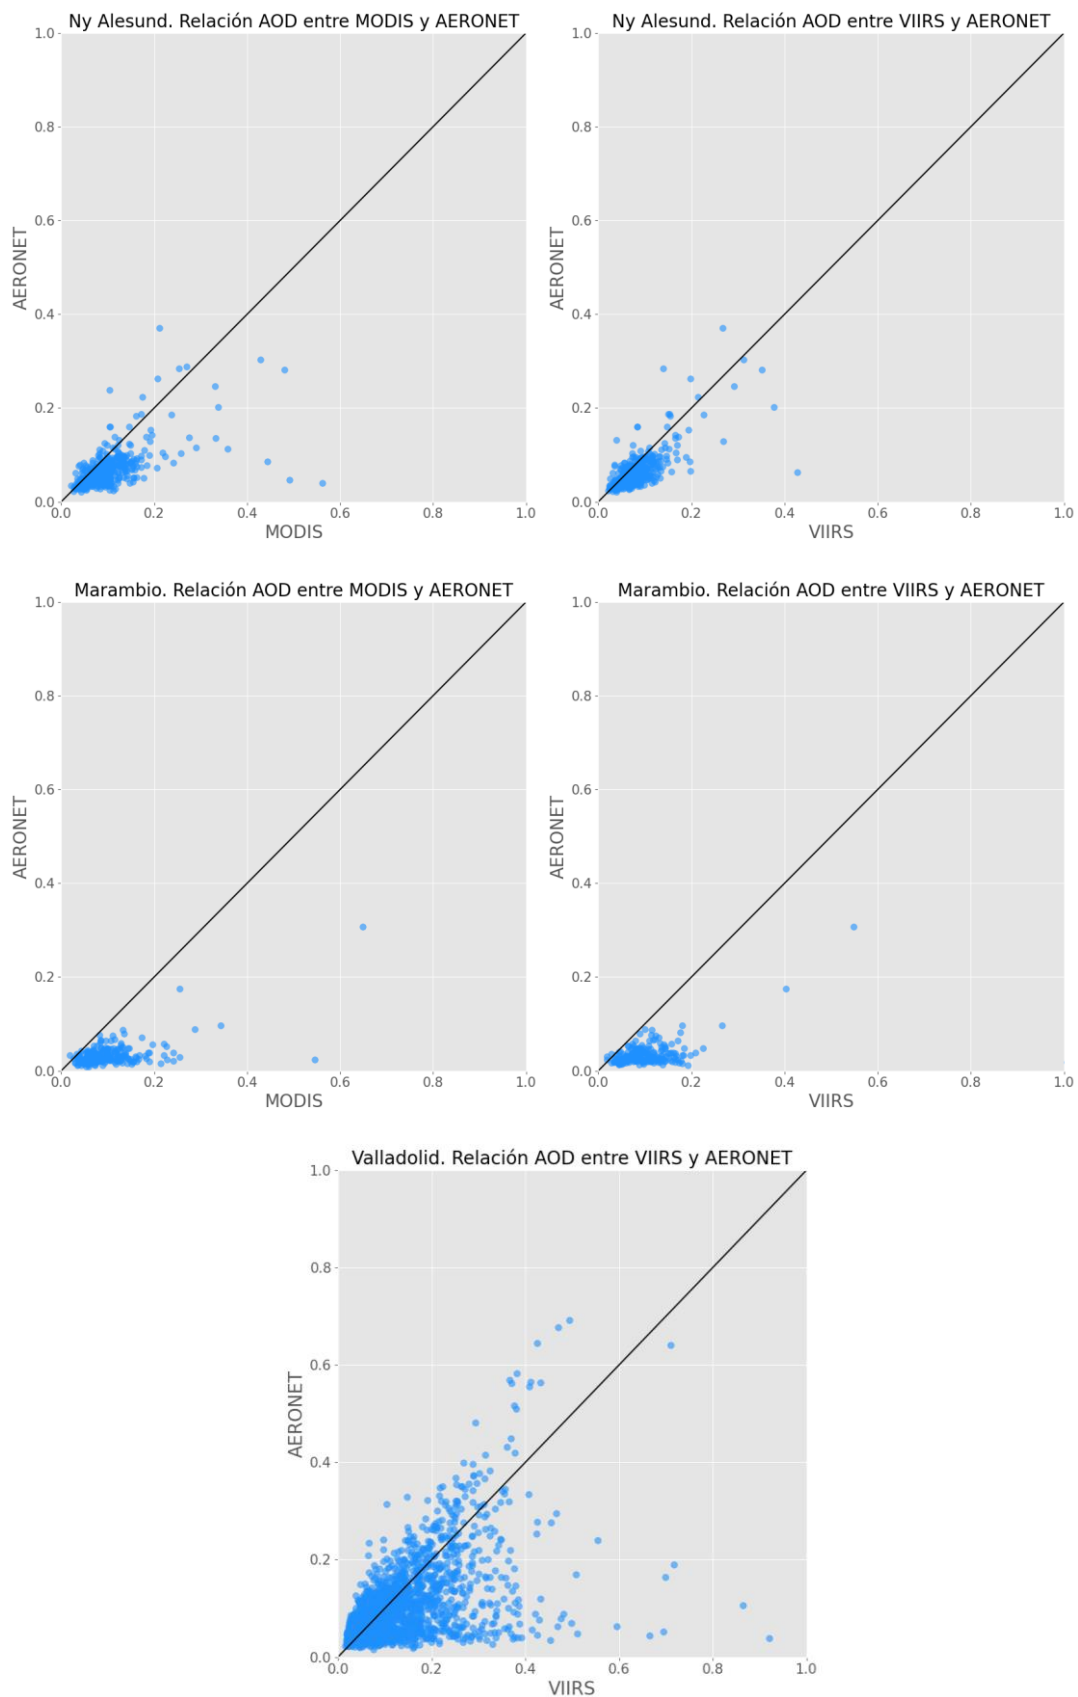 Ny Alesund. Relación AOD entre MODIS y AERONET
1.0
0.8
0.6
0.4
0.2
0.0
AERONET
0.0 0.2 0.4 0.6 0.8 1.0
MODIS
Ny Alesund. Relación AOD entre VIIRS y AERONET
1.0
0.8
0.6
0.4
0.2
0.0
AERONET
0.0 0.2 0.4 0.6 0.8 1.0
VIIRS
Marambio. Relación AOD entre MODIS y AERONET
1.0
0.8
0.6
0.4
0.2
0.0
AERONET
0.0 0.2 0.4 0.6 0.8 1.0
MODIS
Marambio. Relación AOD entre VIIRS y AERONET
1.0
0.8
0.6
0.4
0.2
0.0
AERONET
0.0 0.2 0.4 0.6 0.8 1.0
VIIRS
Valladolid. Relación AOD entre VIIRS y AERONET
1.0
0.8
0.6
0.4
0.2
0.0
AERONET
0.0 0.2 0.4 0.6 0.8 1.0
VIIRS